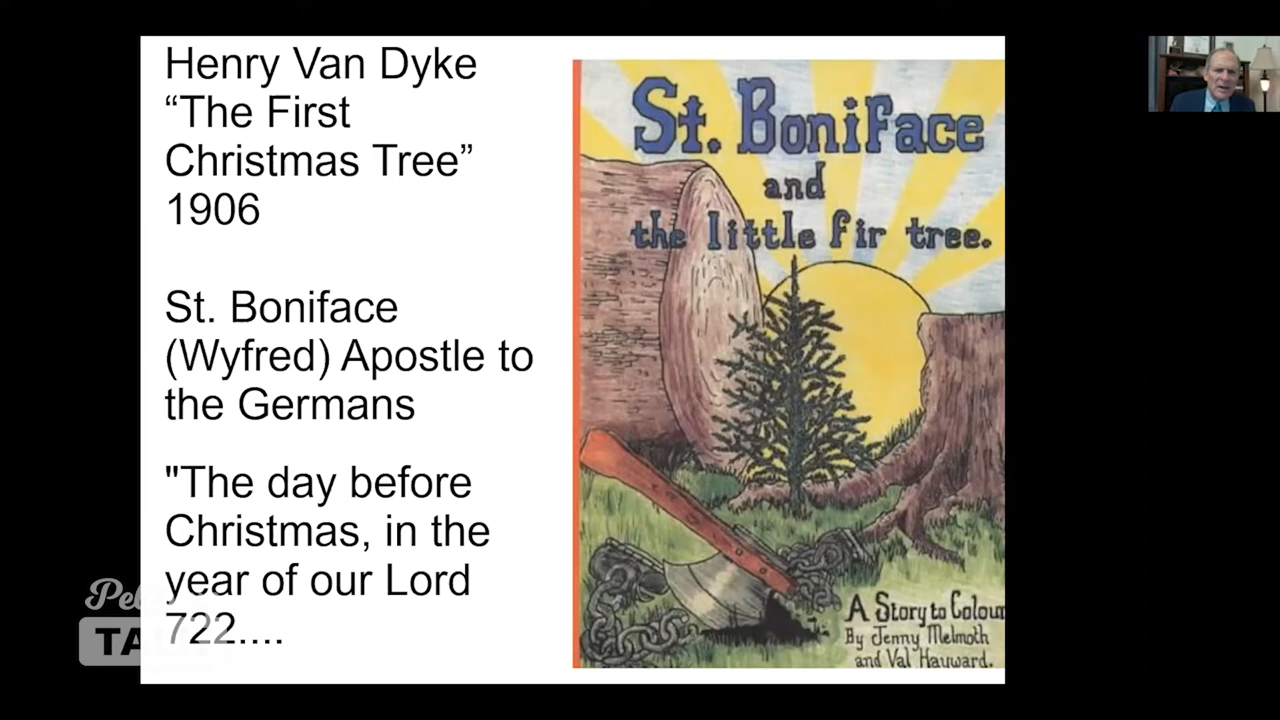 Henry Van Dyke
“The First
Christmas Tree”
1906
St. Boniface
(Wyfred) Apostle to
the Germans
"The day before
Christmas, in the
year of our Lord
722....
St. Boniface
and
the little fir tree.
A Story to Colour
By Jenny Melmoth
and Val Hayward.